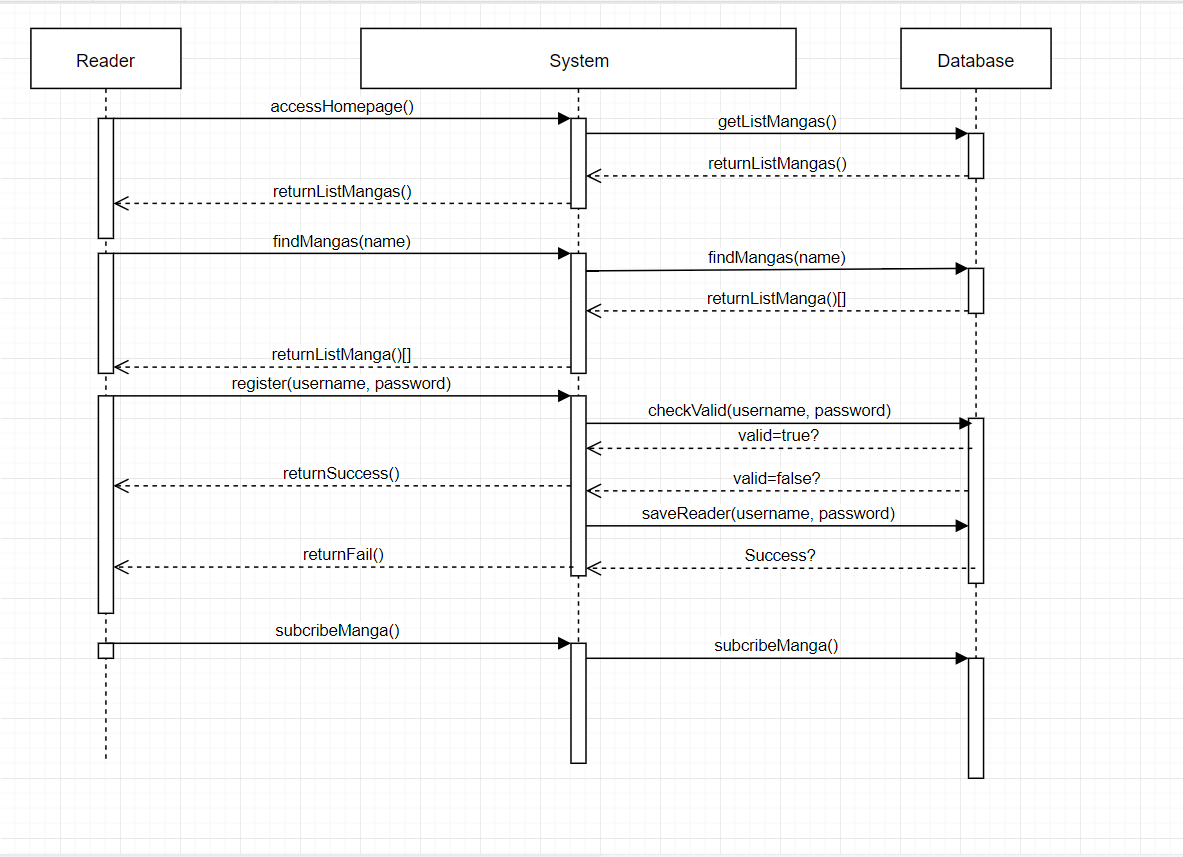 Reader
System
Database
accessHomepage()
getListMangas()
returnListMangas()
returnListMangas()
findMangas(name)
findMangas(name)
returnListManga()[]
returnListManga()[]
register(username, password)
checkValid(username, password)
valid=true?
returnSuccess()
valid=false?
saveReader(username, password)
returnFail()
Success?
subcribeManga()
subcribeManga()